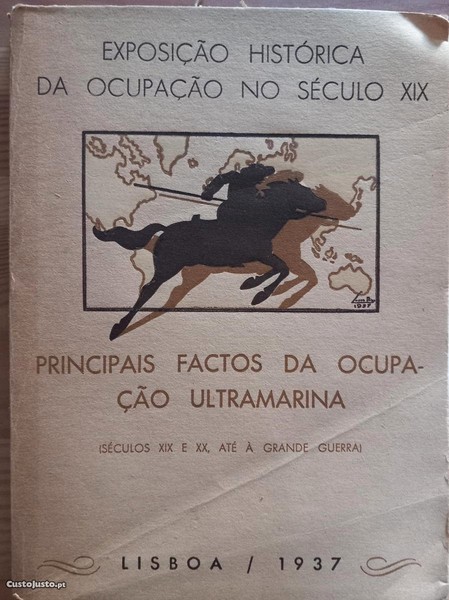 EXPOSIÇÃO HISTÓRICA
DA OCUPAÇÃO NO SÉCULO XIX
1937
PRINCIPAIS FACTOS DA OCUPA-
ÇÃO ULTRAMARINA
(SÉCULOS XIX E XX, ATÉ À GRANDE GUERRA)
LISBOA / 1937
CustoJusto.pt